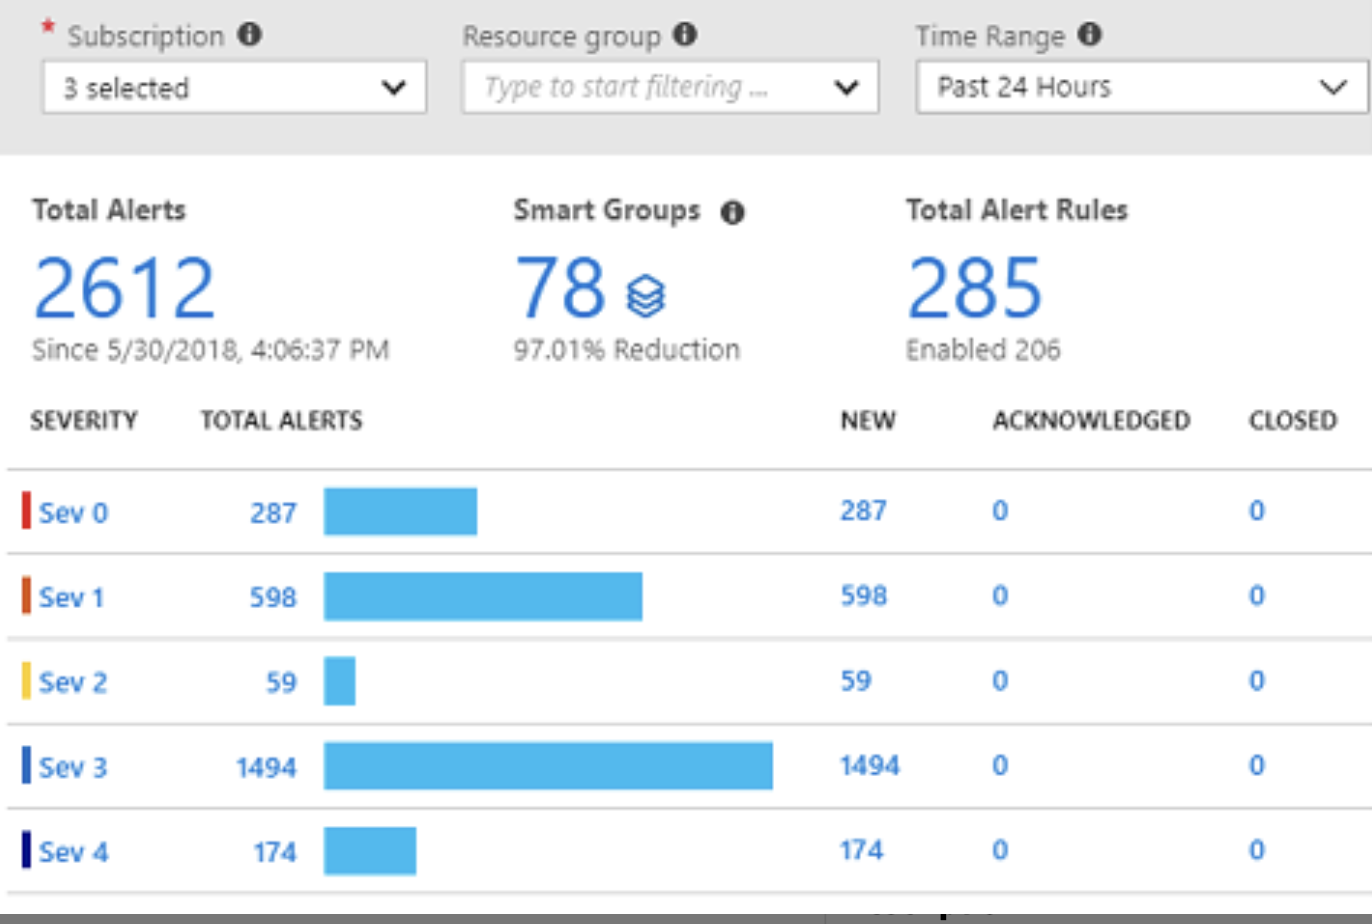 * Subscription
Resource group
Time Range
3 selected
Type to start filtering ...
Past 24 Hours
Total Alerts
2612
Since 5/30/2018, 4:06:37 PM
Smart Groups
78
97.01% Reduction
Total Alert Rules
285
Enabled 206
SEVERITY TOTAL ALERTS NEW ACKNOWLEDGED CLOSED
Sev 0 287 287 0 0
Sev 1 598 598 0 0
Sev 2 59 59 0 0
Sev 3 1494 1494 0 0
Sev 4 174 174 0 0